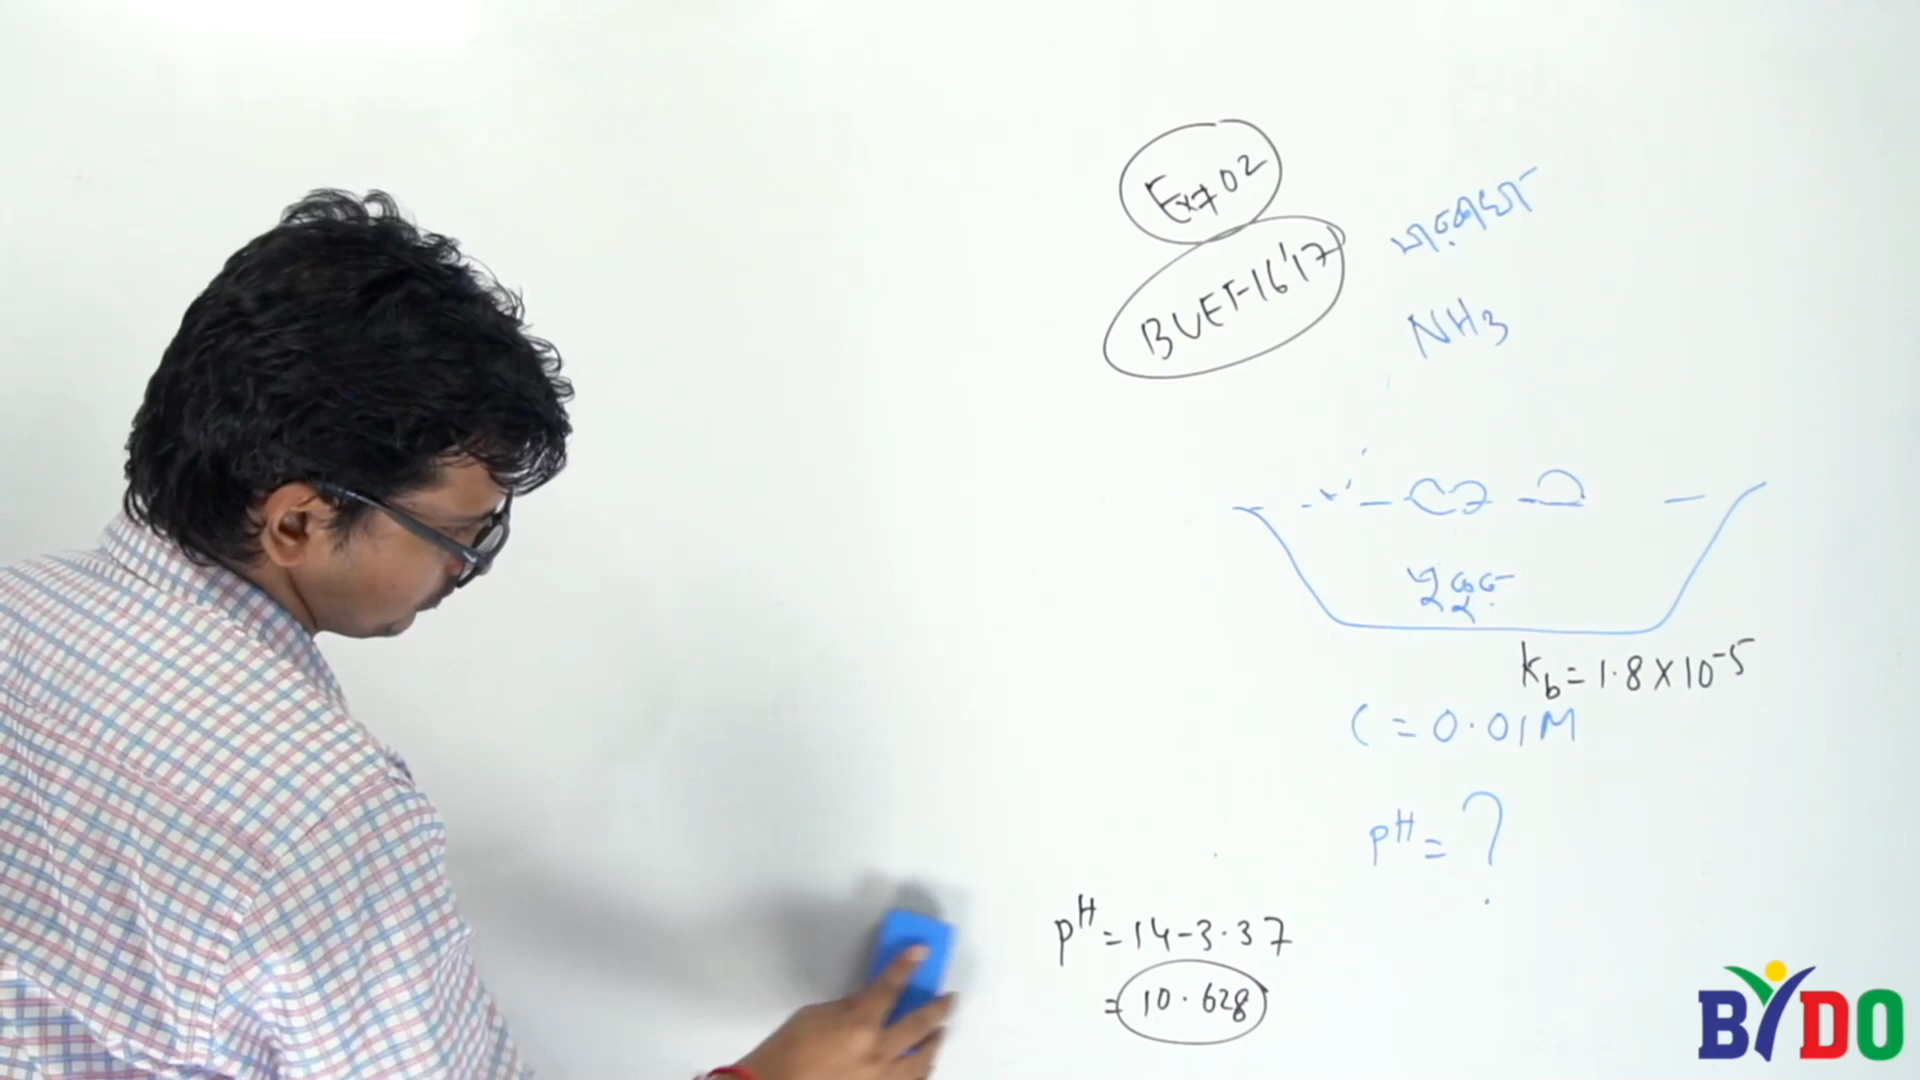 Ex-02
BUET-16'17
NH3
পুকুর
Kb = 1.8 X 10-5
C = 0.01M
pH = ?
pH = 14-3.37
= 10.628
BYDO